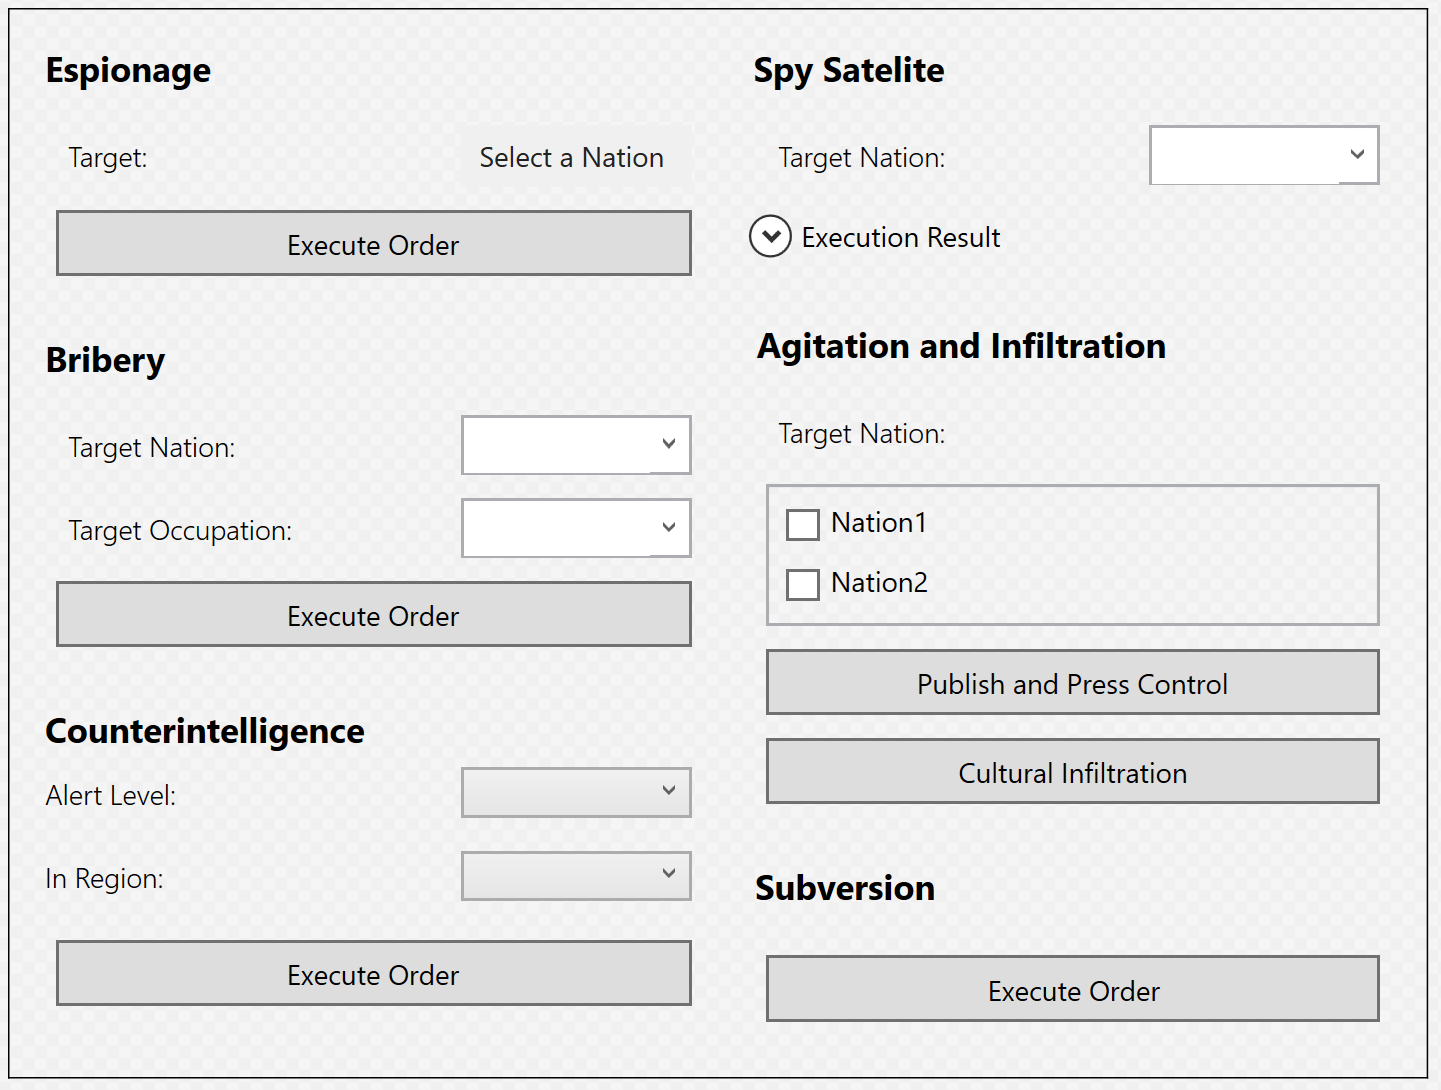 Espionage
Target:
Select a Nation
Execute Order
Bribery
Target Nation:
Target Occupation:
Execute Order
Counterintelligence
Alert Level:
In Region:
Execute Order
Spy Satelite
Target Nation:
Execution Result
Agitation and Infiltration
Target Nation:
Nation1
Nation2
Publish and Press Control
Cultural Infiltration
Subversion
Execute Order